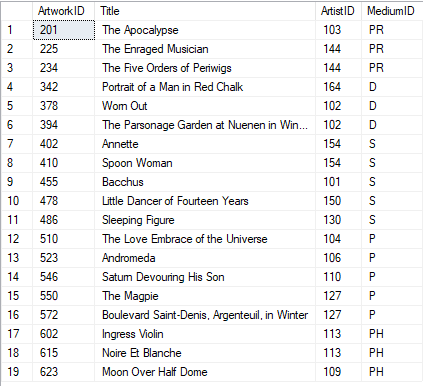 ArtworkID Title ArtistID MediumID
1 201 The Apocalypse 103 PR
2 225 The Enraged Musician 144 PR
3 234 The Five Orders of Periwigs 144 PR
4 342 Portrait of a Man in Red Chalk 164 D
5 378 Worn Out 102 D
6 394 The Parsonage Garden at Nuenen in Win... 102 D
7 402 Annette 154 S
8 410 Spoon Woman 154 S
9 455 Bacchus 101 S
10 478 Little Dancer of Fourteen Years 150 S
11 486 Sleeping Figure 130 S
12 510 The Love Embrace of the Universe 104 P
13 523 Andromeda 106 P
14 546 Saturn Devouring His Son 110 P
15 550 The Magpie 127 P
16 572 Boulevard Saint-Denis, Argenteuil, in Winter 127 P
17 602 Ingress Violin 113 PH
18 615 Noire Et Blanche 113 PH
19 623 Moon Over Half Dome 109 PH